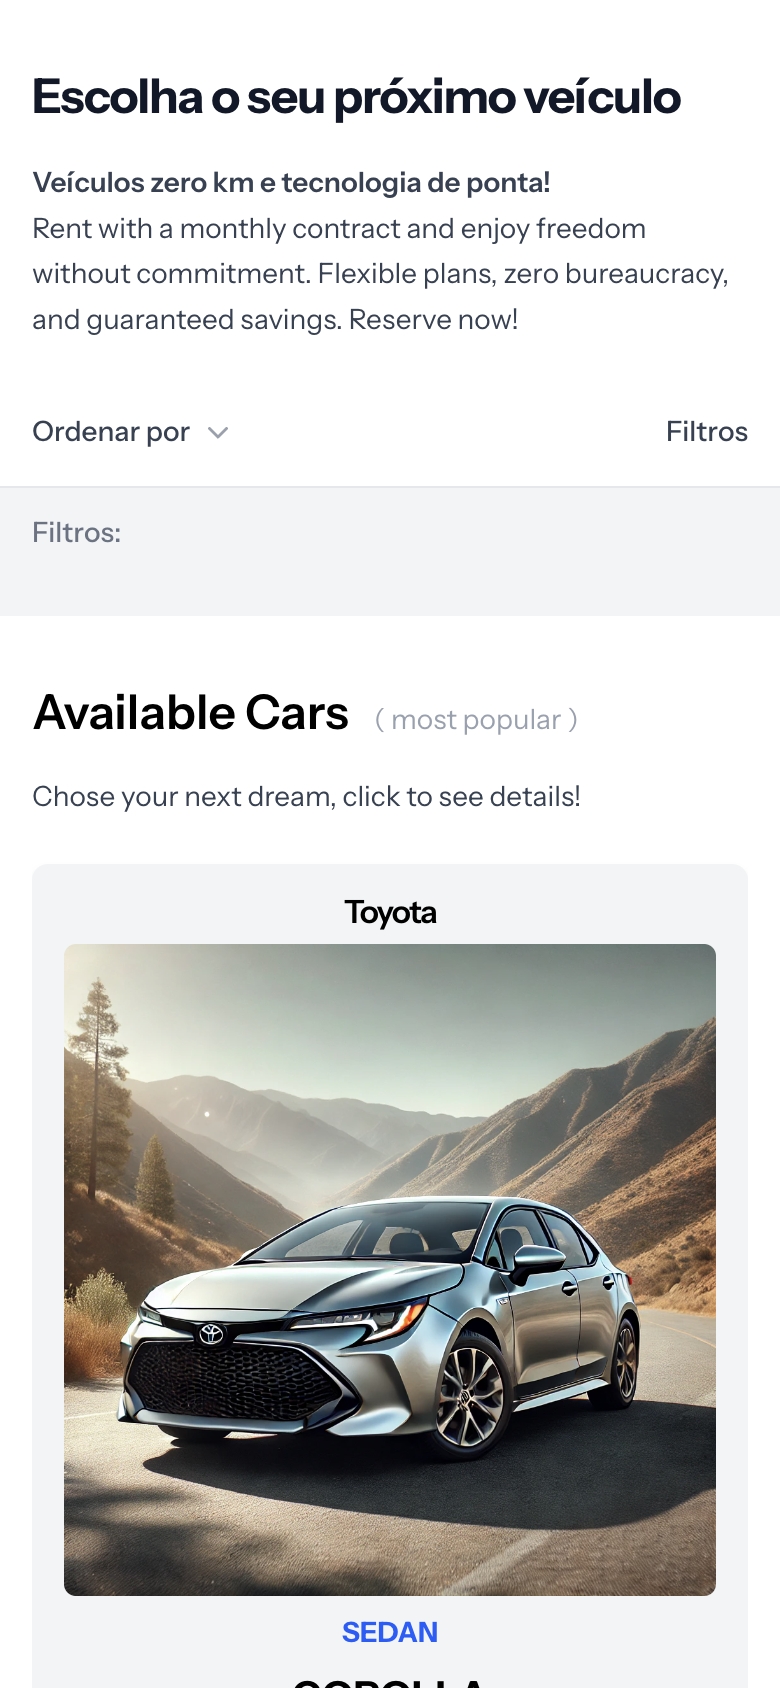 Escolha o seu próximo veículo
Veículos zero km e tecnologia de ponta!
Rent with a monthly contract and enjoy freedom
without commitment. Flexible plans, zero bureaucracy,
and guaranteed savings. Reserve now!
Ordenar por
Filtros
Filtros:
Available Cars ( most popular )
Chose your next dream, click to see details!
Toyota
SEDAN
COROLLA